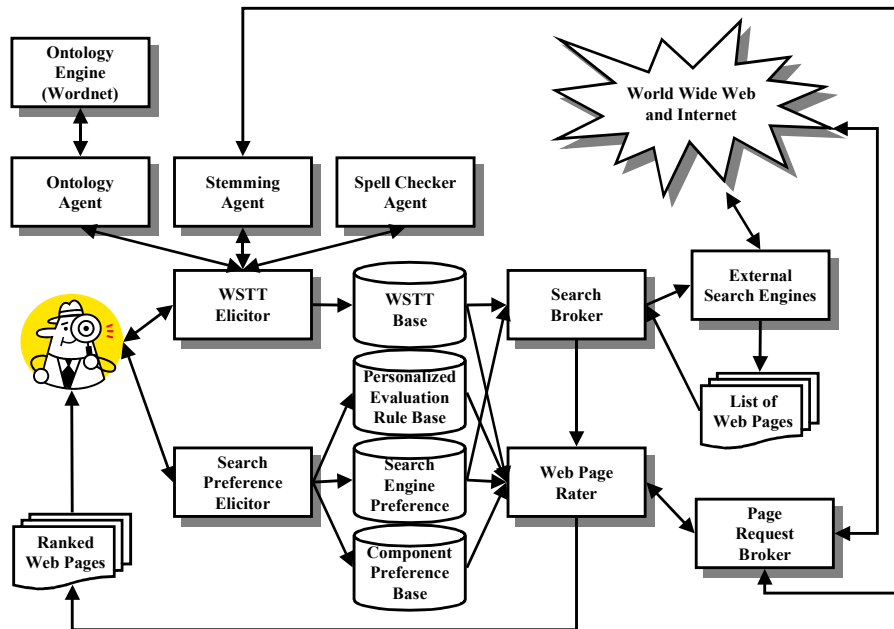 Ontology
Engine
(Wordnet)
World Wide Web
and Internet
Ontology
Agent
Stemming
Agent
Spell Checker
Agent
WSTT
Elicitor
WSTT
Base
Search
Broker
External
Search Engines
Personalized
Evaluation
Rule Base
List of
Web Pages
Search
Preference
Elicitor
Search
Engine
Preference
Web Page
Rater
Ranked
Web Pages
Component
Preference
Base
Page
Request
Broker